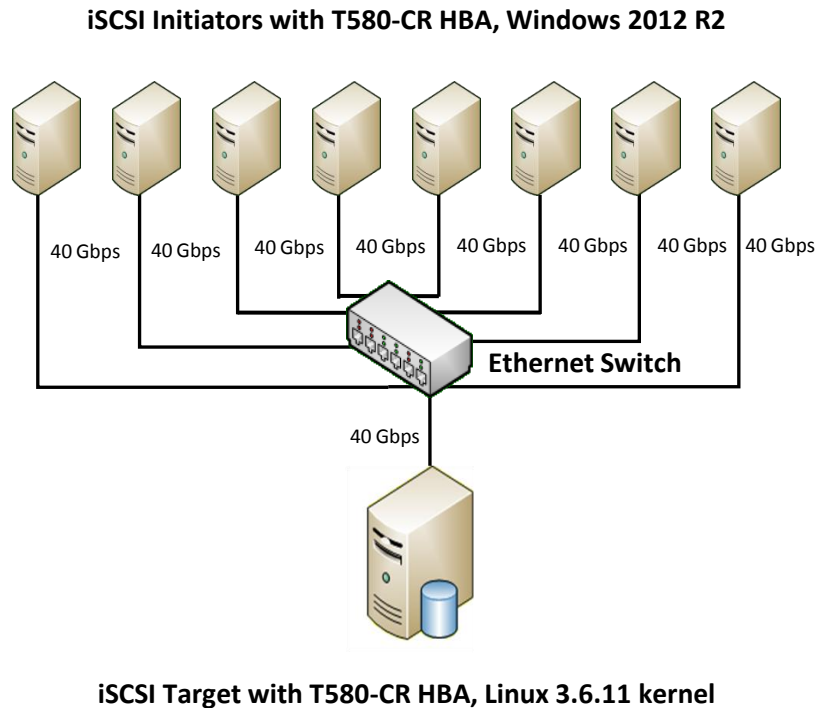 iSCSI Initiators with T580-CR HBA, Windows 2012 R2
40 Gbps 40 Gbps 40 Gbps 40 Gbps 40 Gbps 40 Gbps 40 Gbps 40 Gbps
Ethernet Switch
40 Gbps
iSCSI Target with T580-CR HBA, Linux 3.6.11 kernel